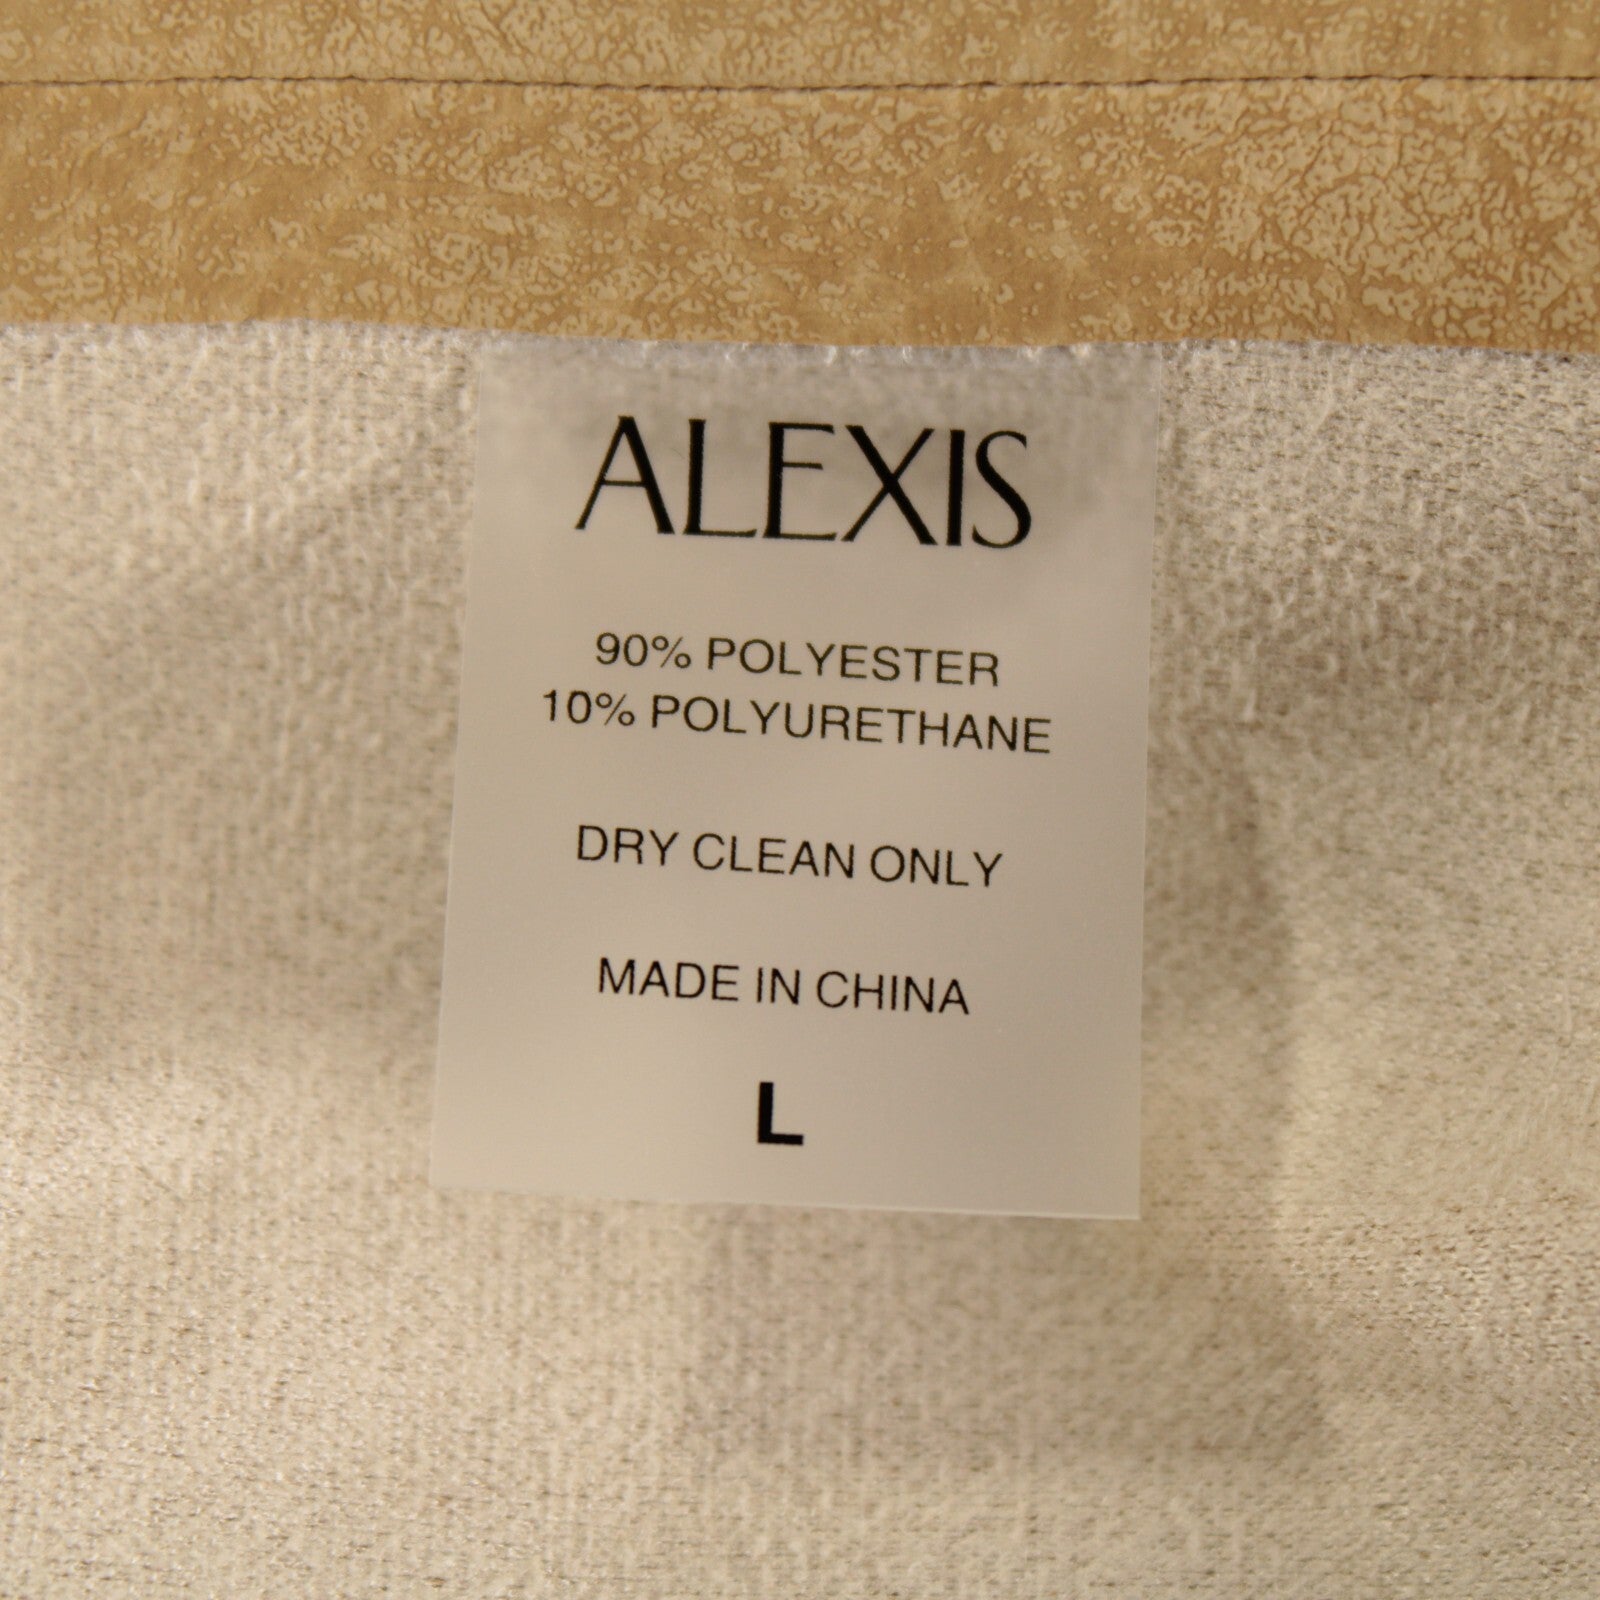 ALEXIS
90% POLYESTER
10% POLYURETHANE
DRY CLEAN ONLY
MADE IN CHINA
L